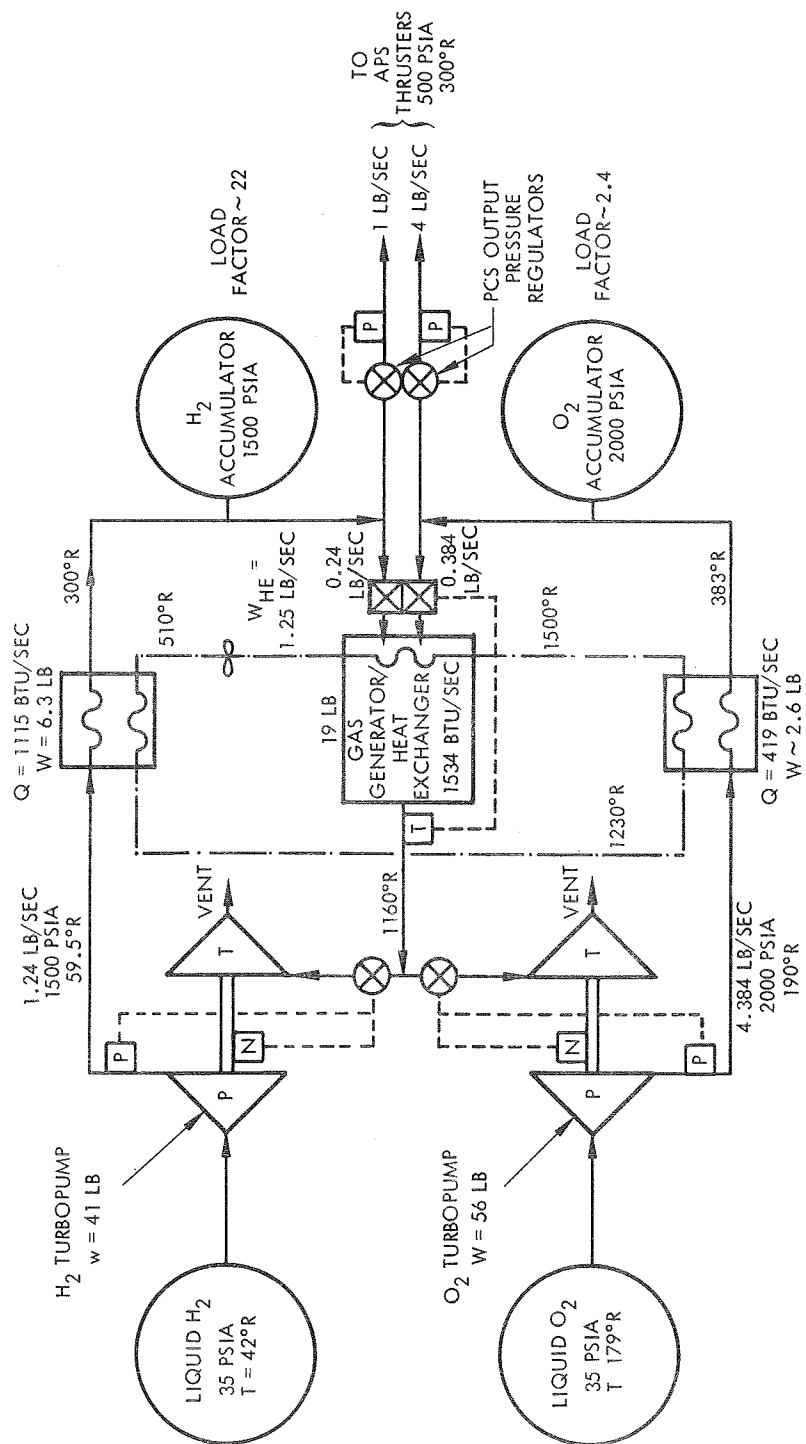 LIQUID H2
35 PSIA
T = 42°R
H2 TURBOPUMP
w = 41 LB
P
P
N
T
VENT
1.24 LB/SEC
1500 PSIA
59.5°R
Q = 1115 BTU/SEC
W = 6.3 LB
300°R
510°R
WHE =
1.25 LB/SEC
H2
ACCUMULATOR
1500 PSIA
LOAD
FACTOR~22
1160°R
T
19 LB
GAS
GENERATOR/
HEAT
EXCHANGER
1534 BTU/SEC
0.24
LB/SEC
0.384
LB/SEC
P
P
1 LB/SEC
4 LB/SEC
TO
APS
THRUSTERS
500 PSIA
300°R
PCS OUTPUT
PRESSURE
REGULATORS
1230°R
1500°R
LIQUID O2
35 PSIA
T 179°R
O2 TURBOPUMP
W = 56 LB
P
N
P
T
VENT
4.384 LB/SEC
2000 PSIA
190°R
Q = 419 BTU/SEC
W ~ 2.6 LB
383°R
O2
ACCUMULATOR
2000 PSIA
LOAD
FACTOR~2.4